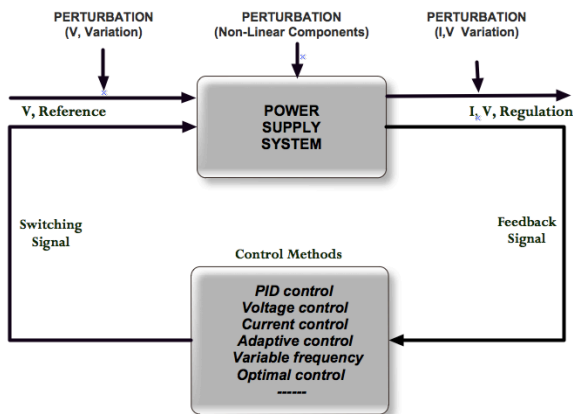 PERTURBATION
(V, Variation)
PERTURBATION
(Non-Linear Components)
PERTURBATION
(I,V Variation)
V, Reference
POWER
SUPPLY
SYSTEM
I, V, Regulation
Switching
Signal
Feedback
Signal
Control Methods
PID control
Voltage control
Current control
Adaptive control
Variable frequency
Optimal control
------